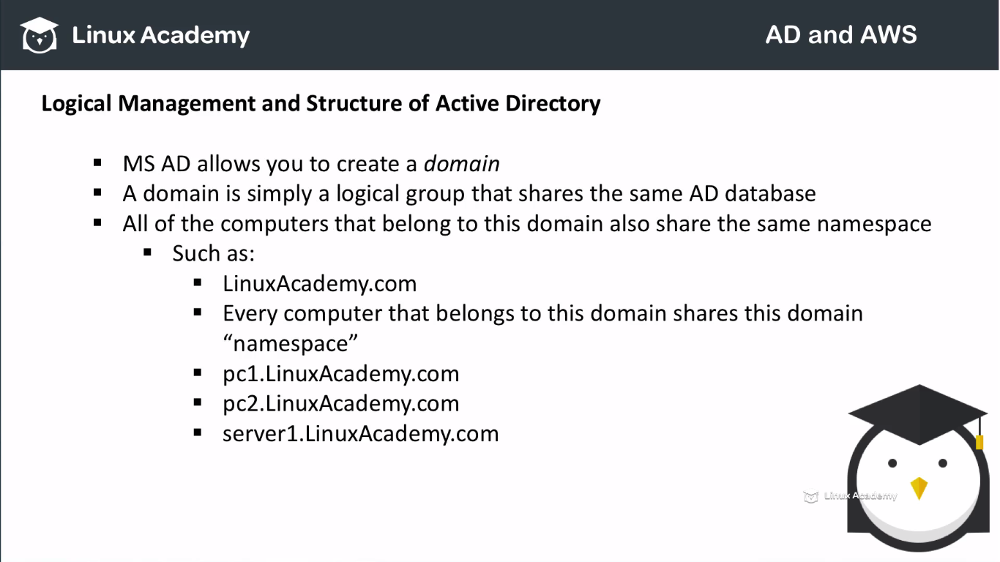 Linux Academy
AD and AWS
Logical Management and Structure of Active Directory
▪ MS AD allows you to create a domain
▪ A domain is simply a logical group that shares the same AD database
▪ All of the computers that belong to this domain also share the same namespace
▪ Such as:
▪ LinuxAcademy.com
▪ Every computer that belongs to this domain shares this domain
“namespace”
▪ pc1.LinuxAcademy.com
▪ pc2.LinuxAcademy.com
▪ server1.LinuxAcademy.com
Linux Academy